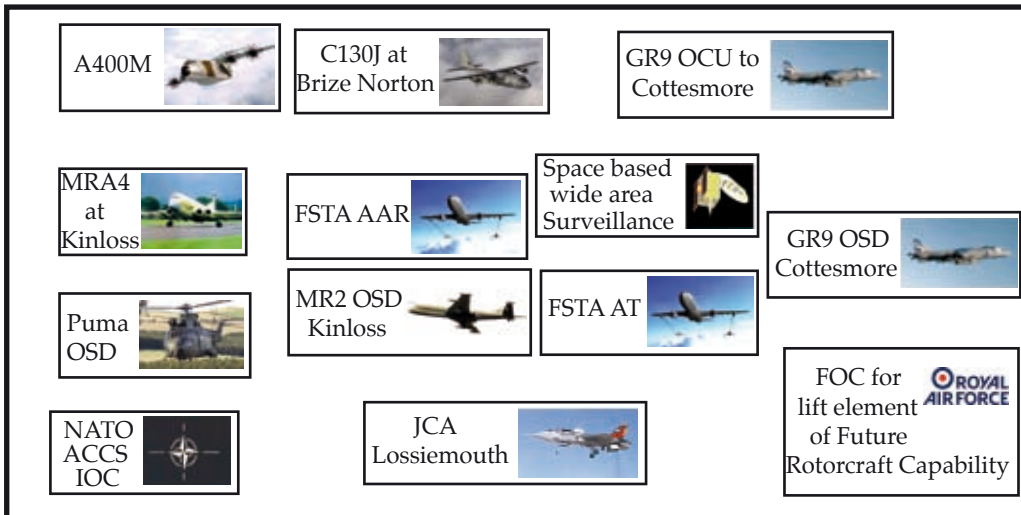 A400M
C130J at
Brize Norton
GR9 OCU to
Cottesmore
MRA4
at
Kinloss
FSTA AAR
Space based
wide area
Surveillance
GR9 OSD
Cottesmore
Puma
OSD
MR2 OSD
Kinloss
FSTA AT
FOC for
lift element
of Future
Rotorcraft Capability
ROYAL
AIR FORCE
NATO
ACCS
IOC
JCA
Lossiemouth